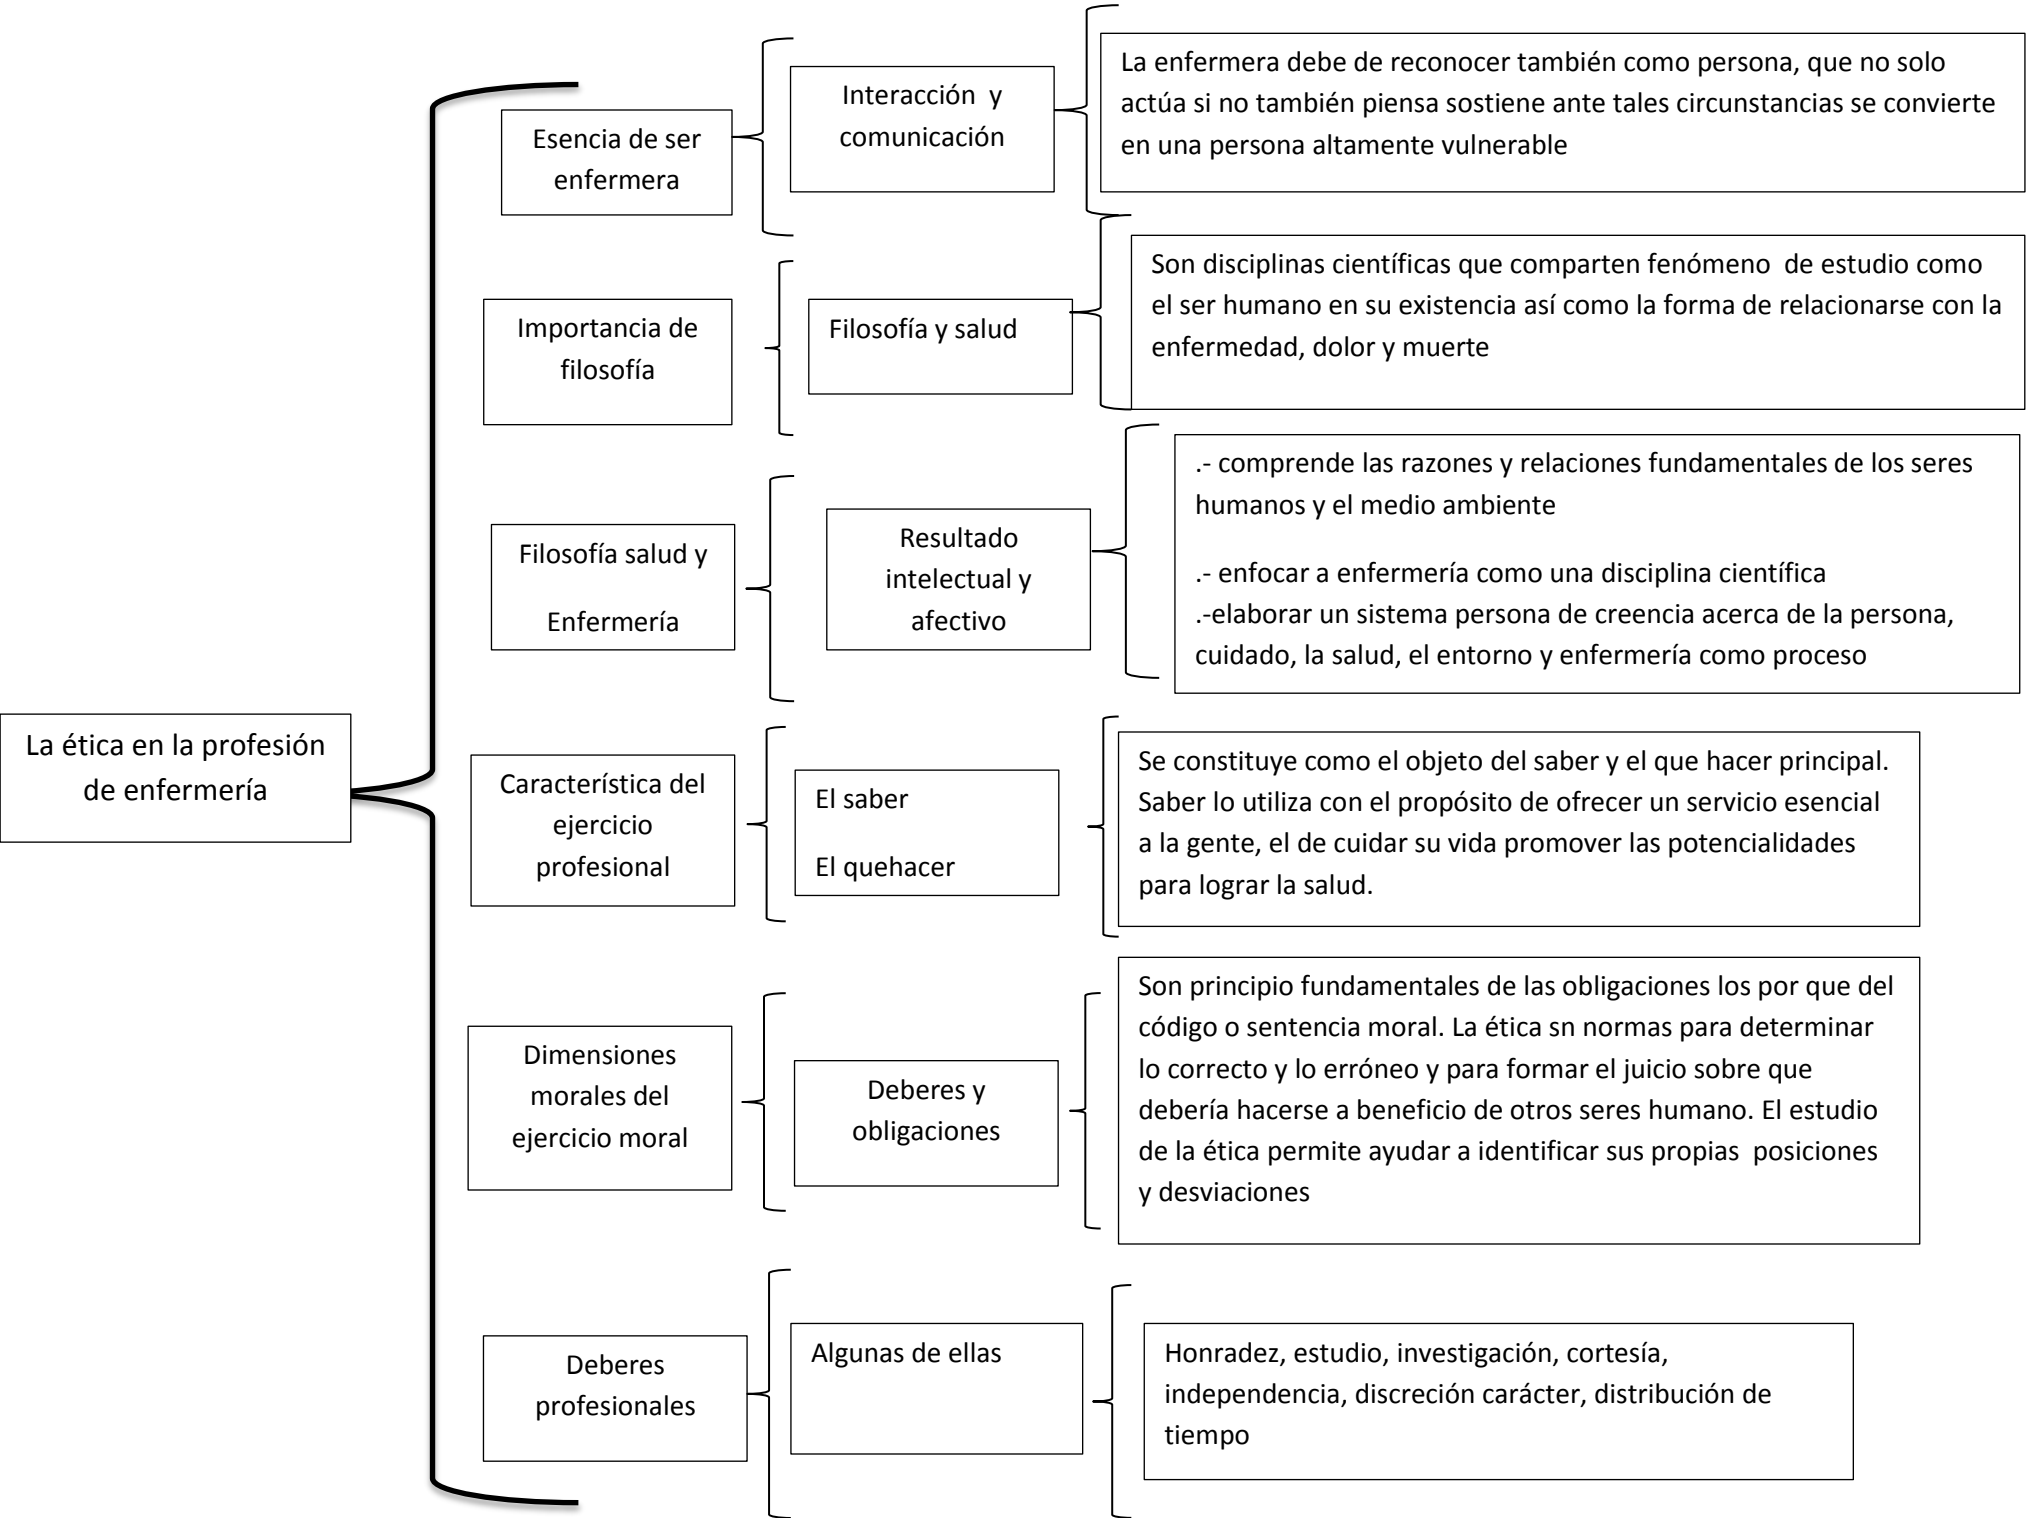 La ética en la profesión
de enfermería
Esencia de ser
enfermera
Interacción y
comunicación
La enfermera debe de reconocer también como persona, que no solo
actúa si no también piensa sostiene ante tales circunstancias se convierte
en una persona altamente vulnerable
Importancia de
filosofía
Filosofía y salud
Son disciplinas científicas que comparten fenómeno de estudio como
el ser humano en su existencia así como la forma de relacionarse con la
enfermedad, dolor y muerte
Filosofía salud y
Enfermería
Resultado
intelectual y
afectivo
.- comprende las razones y relaciones fundamentales de los seres
humanos y el medio ambiente
.- enfocar a enfermería como una disciplina científica
.-elaborar un sistema persona de creencia acerca de la persona,
cuidado, la salud, el entorno y enfermería como proceso
Característica del
ejercicio
profesional
El saber
El quehacer
Se constituye como el objeto del saber y el que hacer principal.
Saber lo utiliza con el propósito de ofrecer un servicio esencial
a la gente, el de cuidar su vida promover las potencialidades
para lograr la salud.
Dimensiones
morales del
ejercicio moral
Deberes y
obligaciones
Son principio fundamentales de las obligaciones los por que del
código o sentencia moral. La ética sn normas para determinar
lo correcto y lo erróneo y para formar el juicio sobre que
debería hacerse a beneficio de otros seres humano. El estudio
de la ética permite ayudar a identificar sus propias posiciones
y desviaciones
Deberes
profesionales
Algunas de ellas
Honradez, estudio, investigación, cortesía,
independencia, discreción carácter, distribución de
tiempo